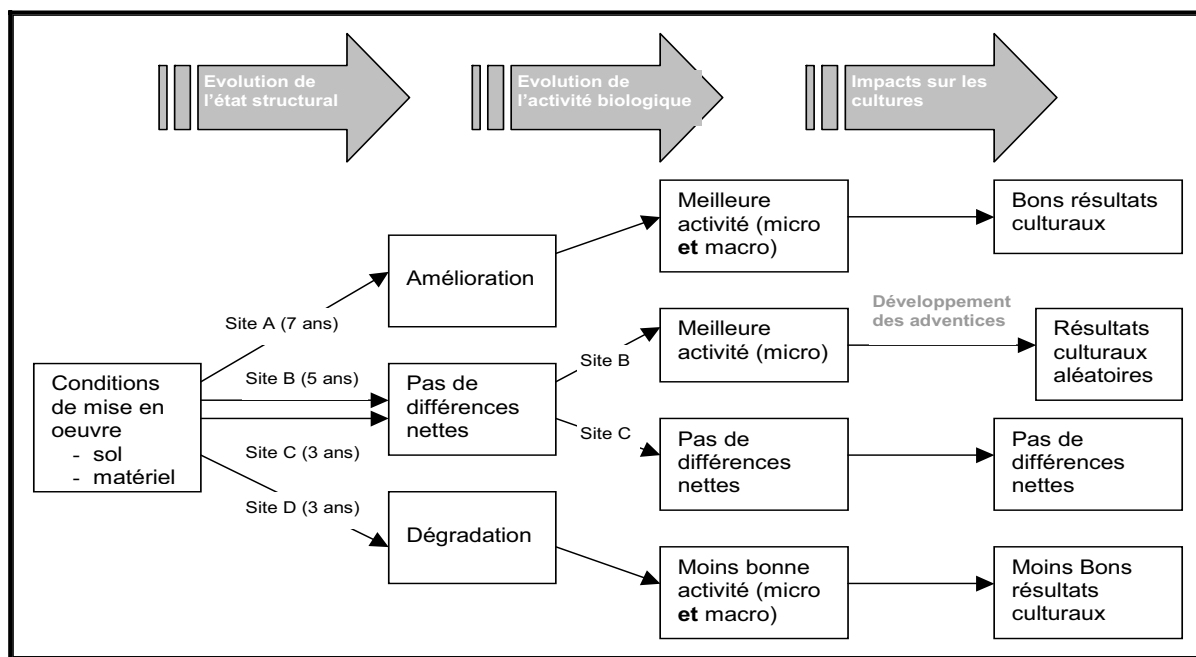 Evolution de
l'état structural
Evolution de
l'activité biologique
Impacts sur les
cultures
Conditions
de mise en
oeuvre
- sol
- matériel
Site A (7 ans)
Site B (5 ans)
Site C (3 ans)
Site D (3 ans)
Amélioration
Pas de
différences
nettes
Dégradation
Site B
Site C
Meilleure
activité (micro
et macro)
Meilleure
activité (micro)
Pas de
différences
nettes
Moins bonne
activité (micro
et macro)
Développement
des adventices
Bons résultats
culturaux
Résultats
culturaux
aléatoires
Pas de
différences
nettes
Moins Bons
résultats
culturaux